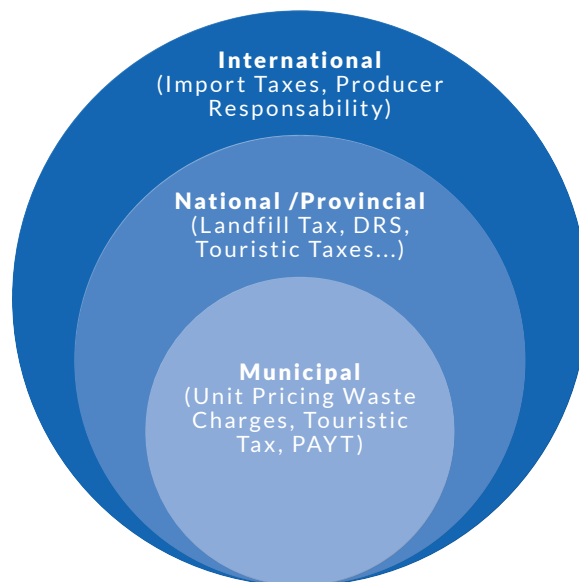 International
(Import Taxes, Producer
Responsability)
National /Provincial
(Landfill Tax, DRS,
Touristic Taxes...)
Municipal
(Unit Pricing Waste
Charges, Touristic
Tax, PAYT)